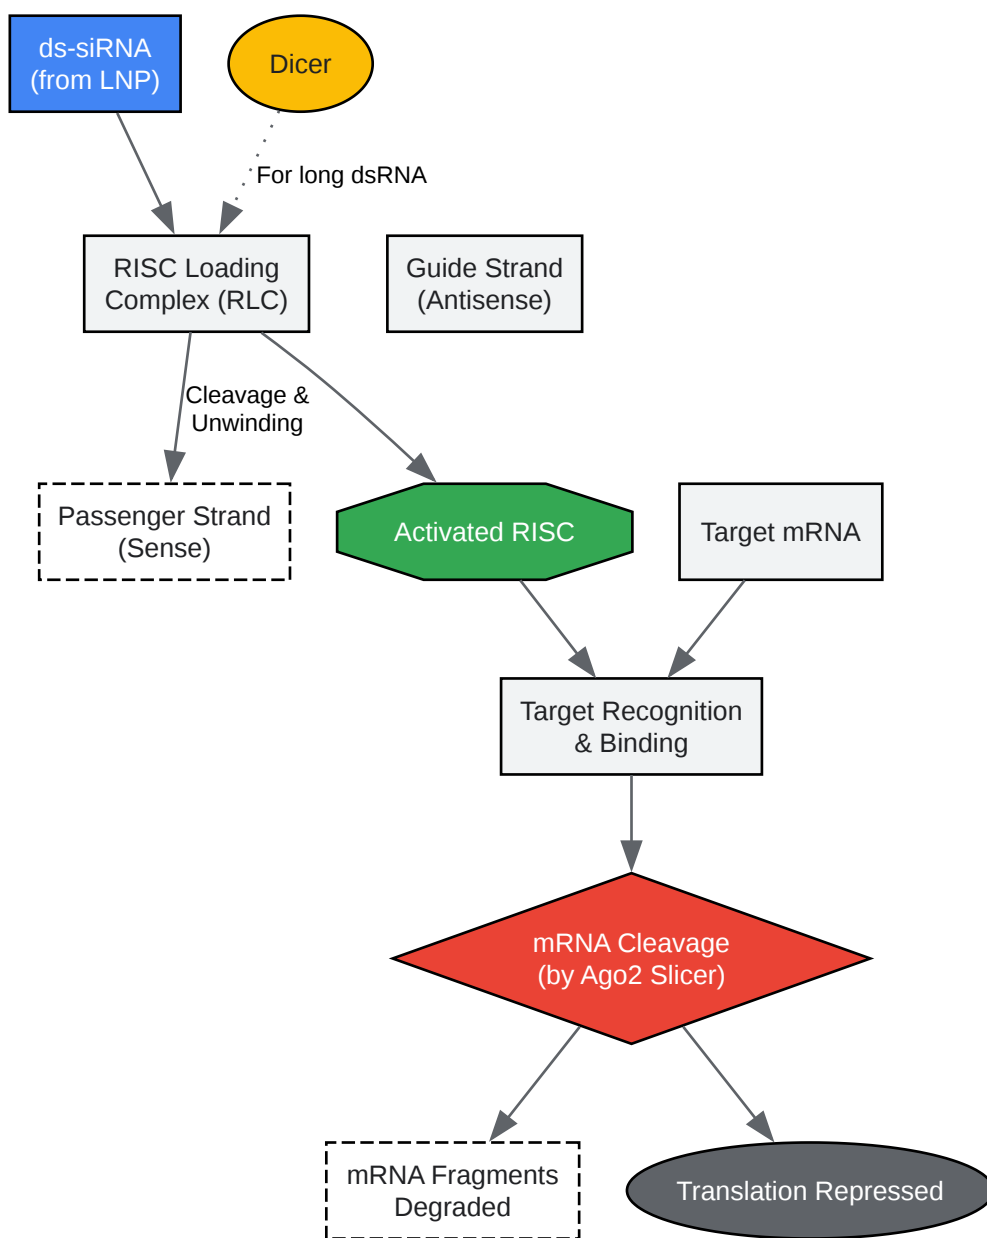 ds-siRNA
(from LNP)
Dicer
For long dsRNA
RISC Loading
Complex (RLC)
Guide Strand
(Antisense)
Cleavage &
Unwinding
Passenger Strand
(Sense)
Activated RISC
Target mRNA
Target Recognition
& Binding
mRNA Cleavage
(by Ago2 Slicer)
mRNA Fragments
Degraded
Translation Repressed